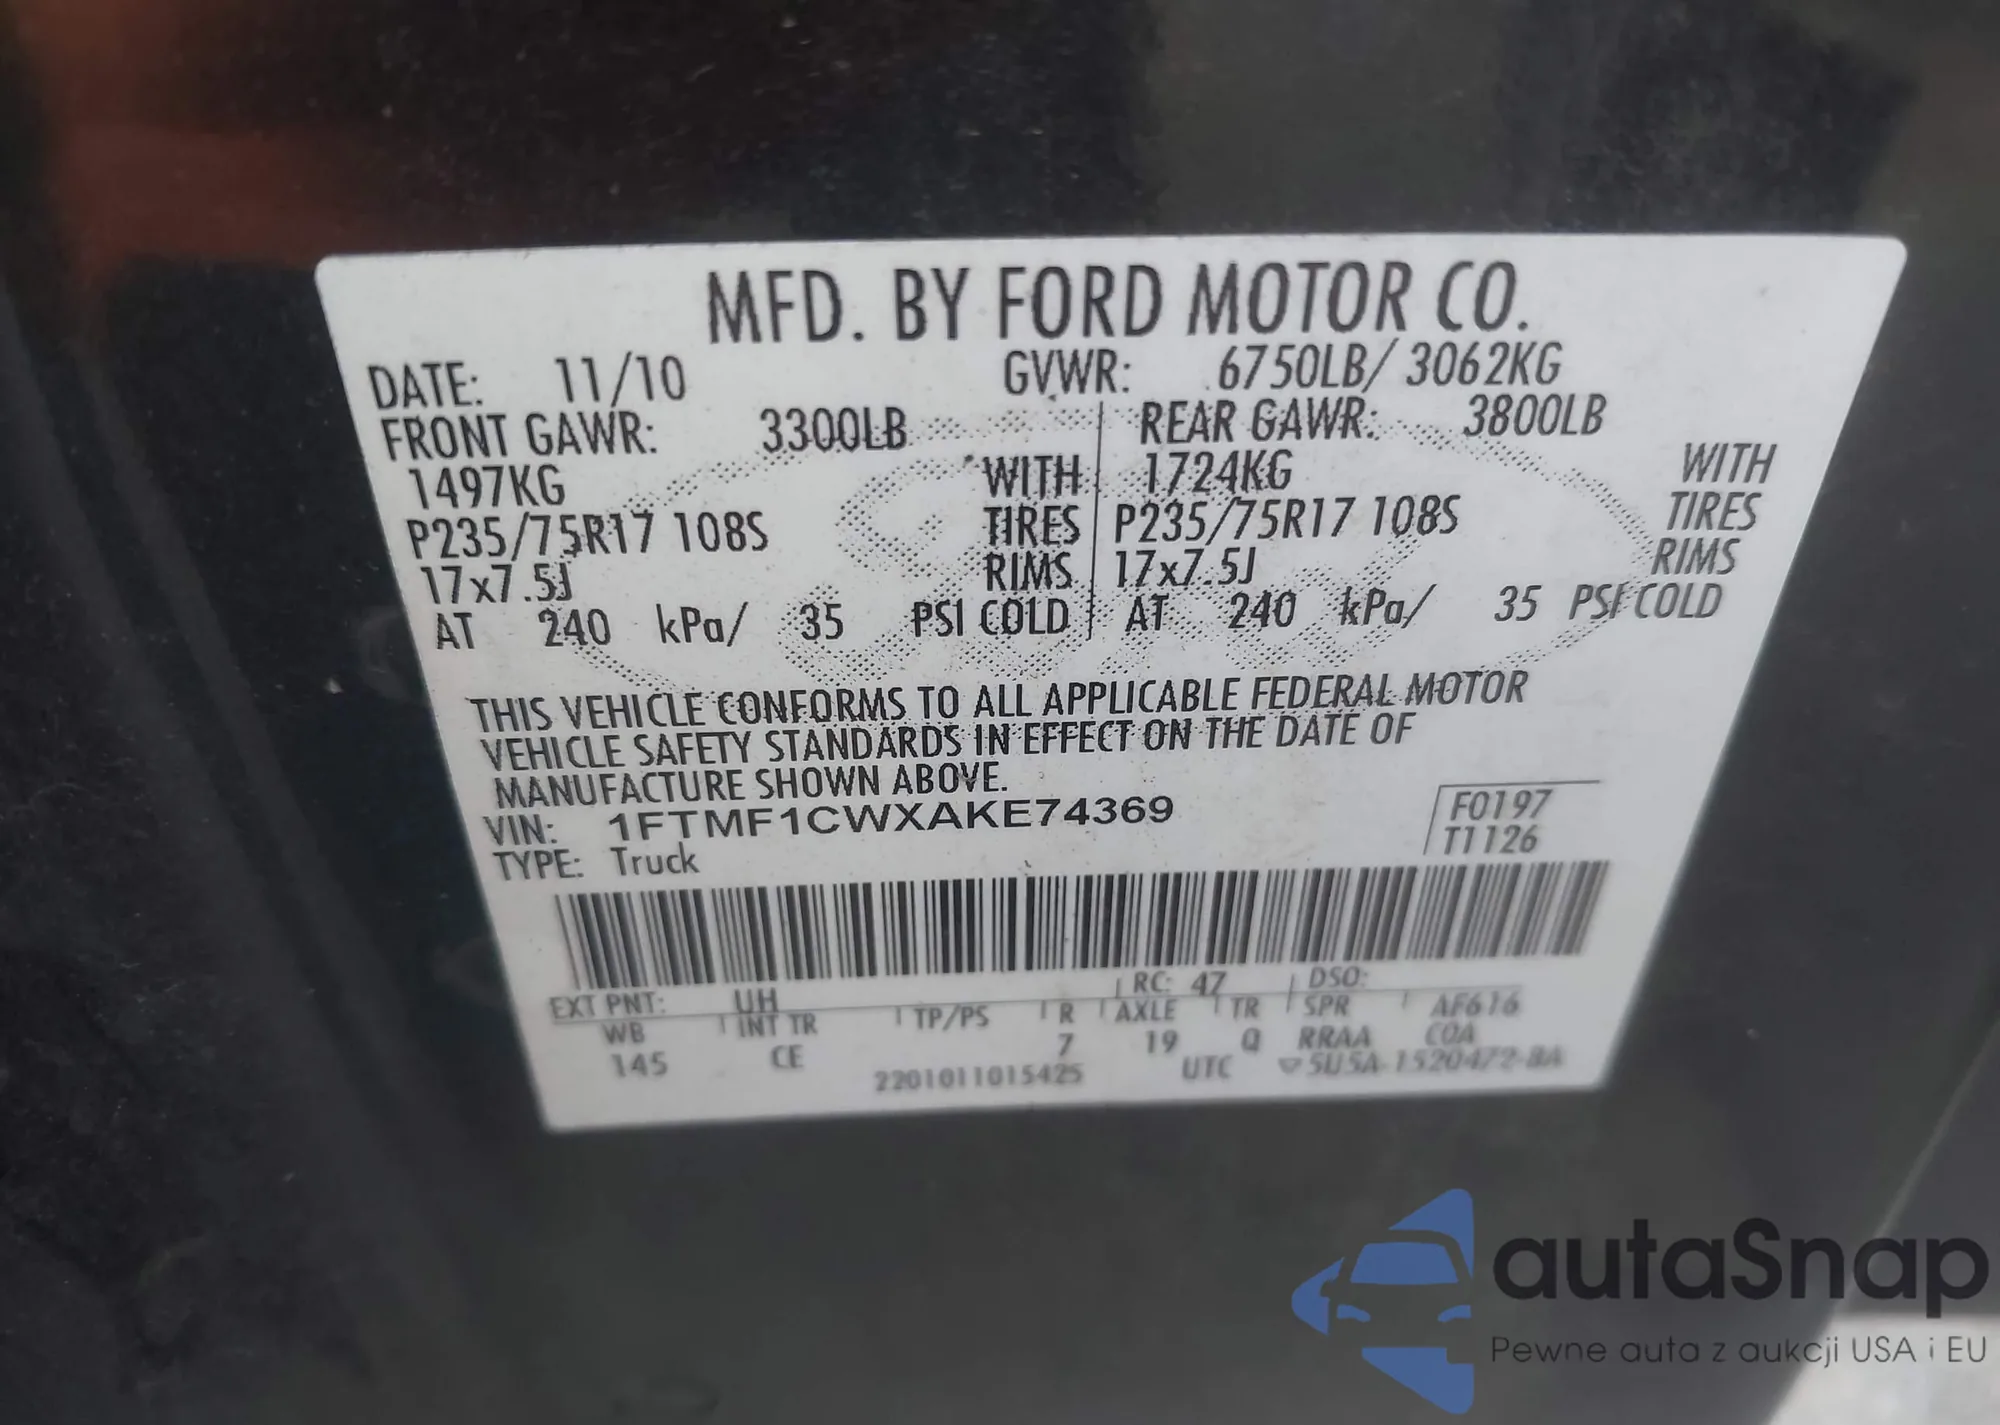 MFD. BY FORD MOTOR CO.
DATE: 11/10 GVWR: 6750LB/ 3062KG
FRONT GAWR: 3300LB REAR GAWR: 3800LB
1497KG WITH 1724KG WITH
P235/75R17 108S TIRES P235/75R17 108S TIRES
17x7.5J RIMS 17x7.5J RIMS
AT 240 kPa/ 35 PSI COLD AT 240 kPa/ 35 PSI COLD
THIS VEHICLE CONFORMS TO ALL APPLICABLE FEDERAL MOTOR
VEHICLE SAFETY STANDARDS IN EFFECT ON THE DATE OF
MANUFACTURE SHOWN ABOVE.
VIN: 1FTMF1CWXAKE74369 F0197
TYPE: Truck T1126
EXT PNT: UH RC: 47 DSO:
WB INT TR TP/PS R AXLE TR SPR AF616
145 CE 7 19 Q RRAA COA
2201011015425 UTC ▽5U5A-1520472-BA
autaSnap
Pewne auta z aukcji USA i EU